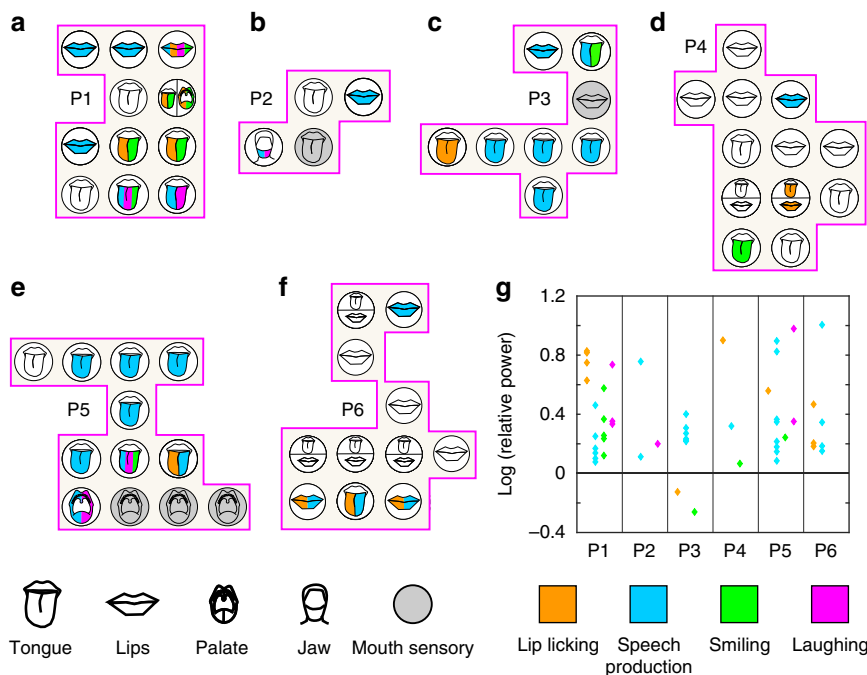 a
b
c
d
P1
P2
P3
P4
e
f
g
P5
P6
Log (relative power)
1.2
0.8
0.4
0
−0.4
P1 P2 P3 P4 P5 P6
Tongue Lips Palate Jaw Mouth sensory
Lip licking Speech production Smiling Laughing